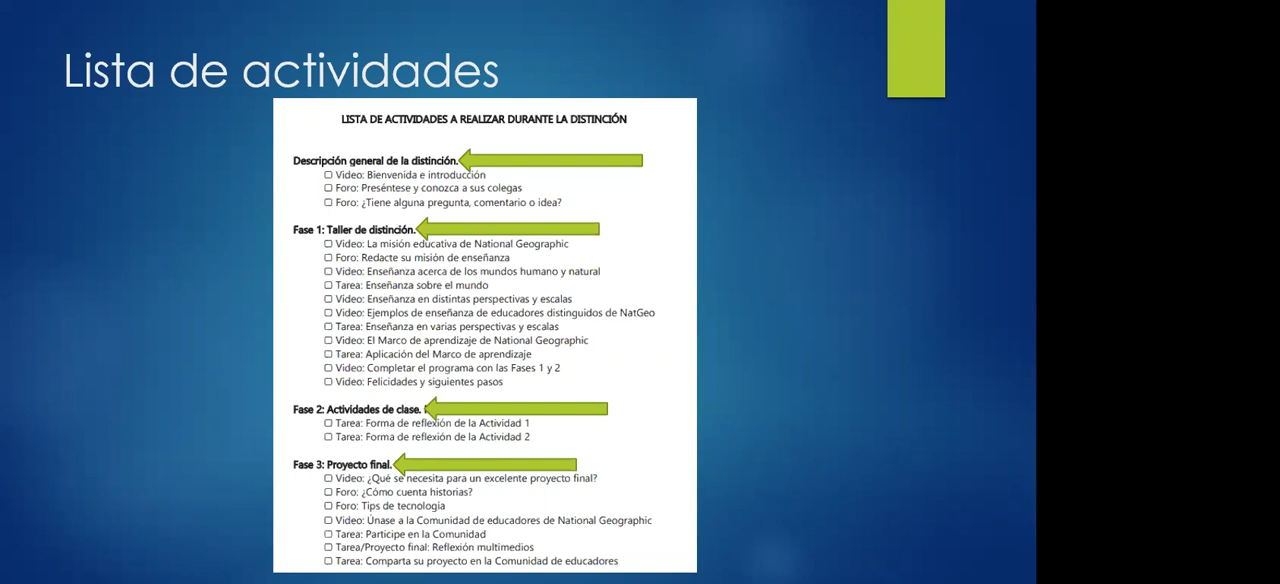 Lista de actividades
LISTA DE ACTIVIDADES A REALIZAR DURANTE LA DISTINCIÓN
Descripción general de la distinción.
Video: Bienvenida e introducción
Foro: Preséntese y conozca a sus colegas
Foro: ¿Tiene alguna pregunta, comentario o idea?
Fase 1: Taller de distinción.
Video: La misión educativa de National Geographic
Foro: Redacte su misión de enseñanza
Video: Enseñanza acerca de los mundos humano y natural
Tarea: Enseñanza sobre el mundo
Video: Enseñanza en distintas perspectivas y escalas
Video: Ejemplos de enseñanza de educadores distinguidos de NatGeo
Tarea: Enseñanza en varias perspectivas y escalas
Video: El Marco de aprendizaje de National Geographic
Tarea: Aplicación del Marco de aprendizaje
Video: Completar el programa con las Fases 1 y 2
Video: Felicidades y siguientes pasos
Fase 2: Actividades de clase.
Tarea: Forma de reflexión de la Actividad 1
Tarea: Forma de reflexión de la Actividad 2
Fase 3: Proyecto final.
Video: ¿Qué se necesita para un excelente proyecto final?
Foro: ¿Cómo cuenta historias?
Foro: Tips de tecnología
Video: Únase a la Comunidad de educadores de National Geographic
Tarea: Participe en la Comunidad
Tarea/Proyecto final: Reflexión multimedios
Tarea: Comparta su proyecto en la Comunidad de educadores